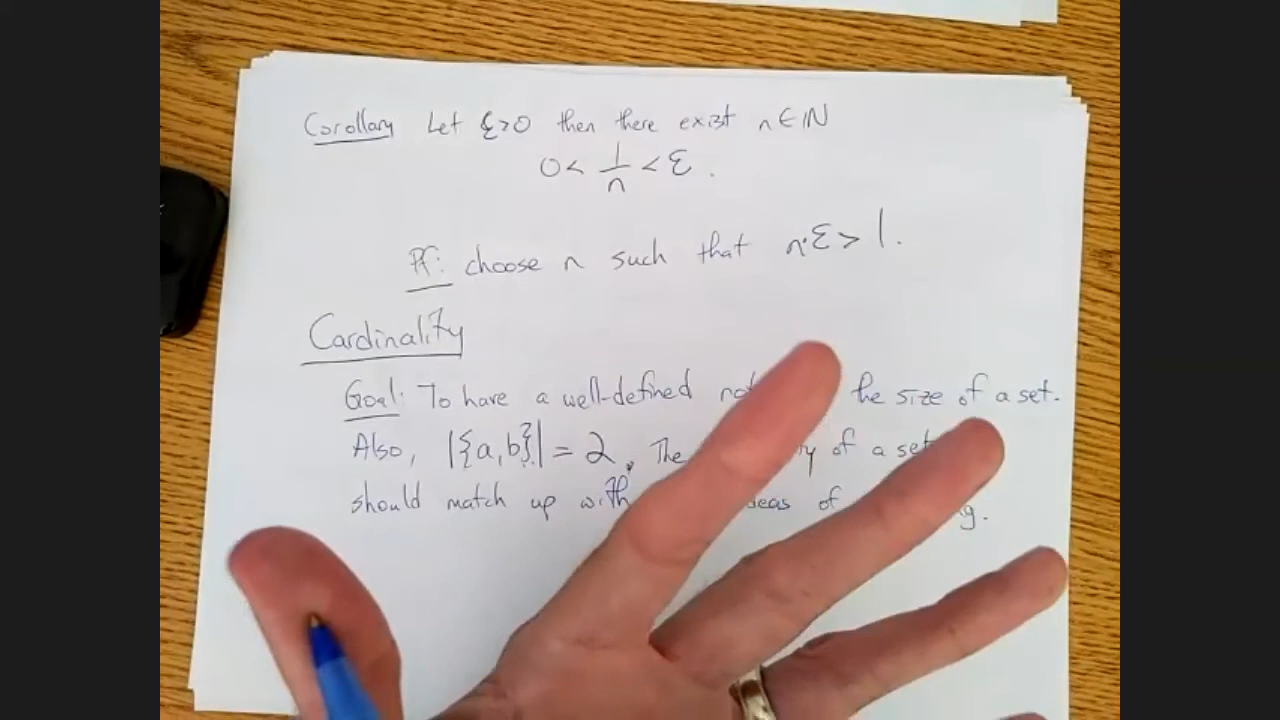 Corollary Let ε>0 then there exist n∈ℕ
0 < 1/n < ε.
Pf: choose n such that n·ε > 1.
Cardinality
Goal: To have a well-defined the size of a set.
Also, |{a,b}| = 2. The of a set
should match up with of